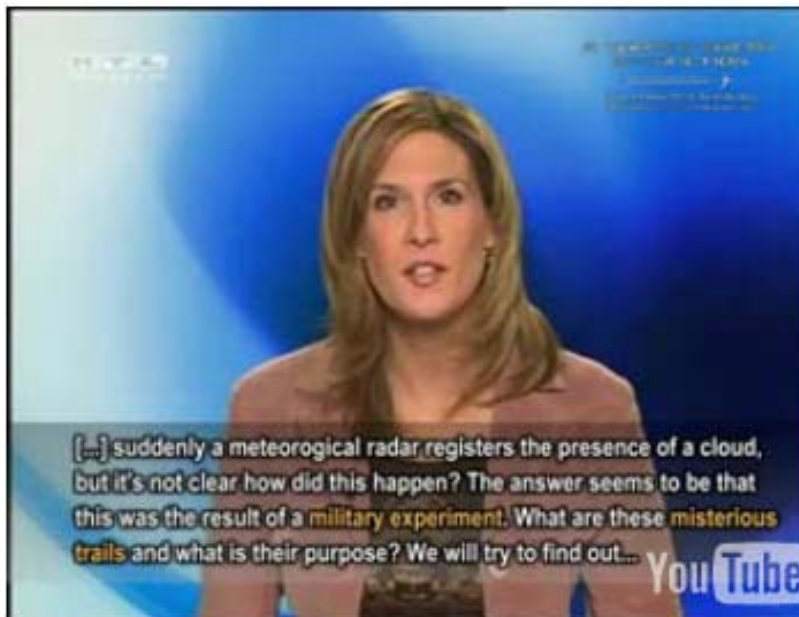 RTL
[...] suddenly a meteorogical radar registers the presence of a cloud,
but it's not clear how did this happen? The answer seems to be that
this was the result of a military experiment. What are these misterious
trails and what is their purpose? We will try to find out...
YouTube